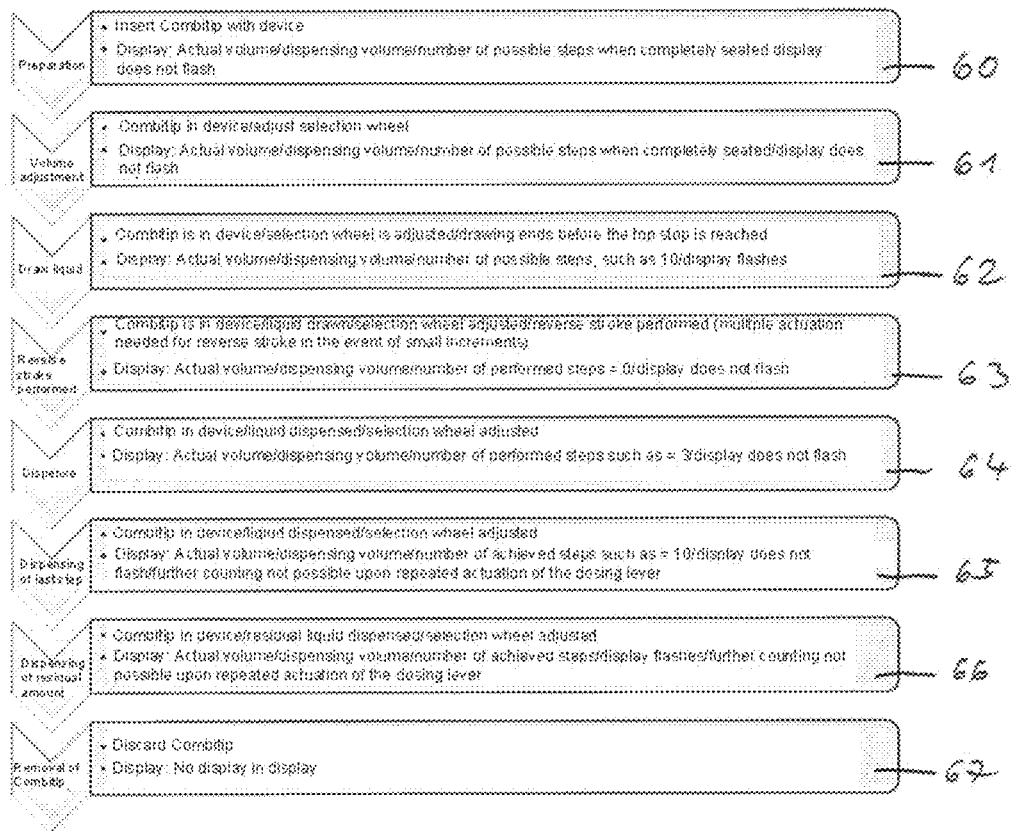 Preparation
• Insert Combitip with device
• Display: Actual volume/dispensing volume/number of possible steps when completely seated display
does not flash
60
Volume
adjustment
• Combitip in device/adjust selection wheel
• Display: Actual volume/dispensing volume/number of possible steps when completely seated/display does
not flash
61
Draw liquid
• Combitip is in device/selection wheel is adjusted/drawing ends before the top stop is reached
• Display: Actual volume/dispensing volume/number of possible steps, such as 10/display flashes
62
Reverse
stroke
performed
• Combitip is in device/liquid drawn/selection wheel adjusted/reverse stroke performed (multiple actuation
needed for reverse stroke in the event of small increments)
• Display: Actual volume/dispensing volume/number of performed steps = 0/display does not flash
63
Dispense
• Combitip in device/liquid dispensed/selection wheel adjusted
• Display: Actual volume/dispensing volume/number of performed steps such as = 3/display does not flash
64
Dispensing
of last step
• Combitip in device/liquid dispensed/selection wheel adjusted
• Display: Actual volume/dispensing volume/number of achieved steps such as = 10/display does not
flash/further counting not possible upon repeated actuation of the dosing lever
65
Dispensing
of residual
amount
• Combitip in device/residual liquid dispensed/selection wheel adjusted
• Display: Actual volume/dispensing volume/number of achieved steps/display flashes/further counting not
possible upon repeated actuation of the dosing lever
66
Removal of
Combitip
• Discard Combitip
• Display: No display in display
67